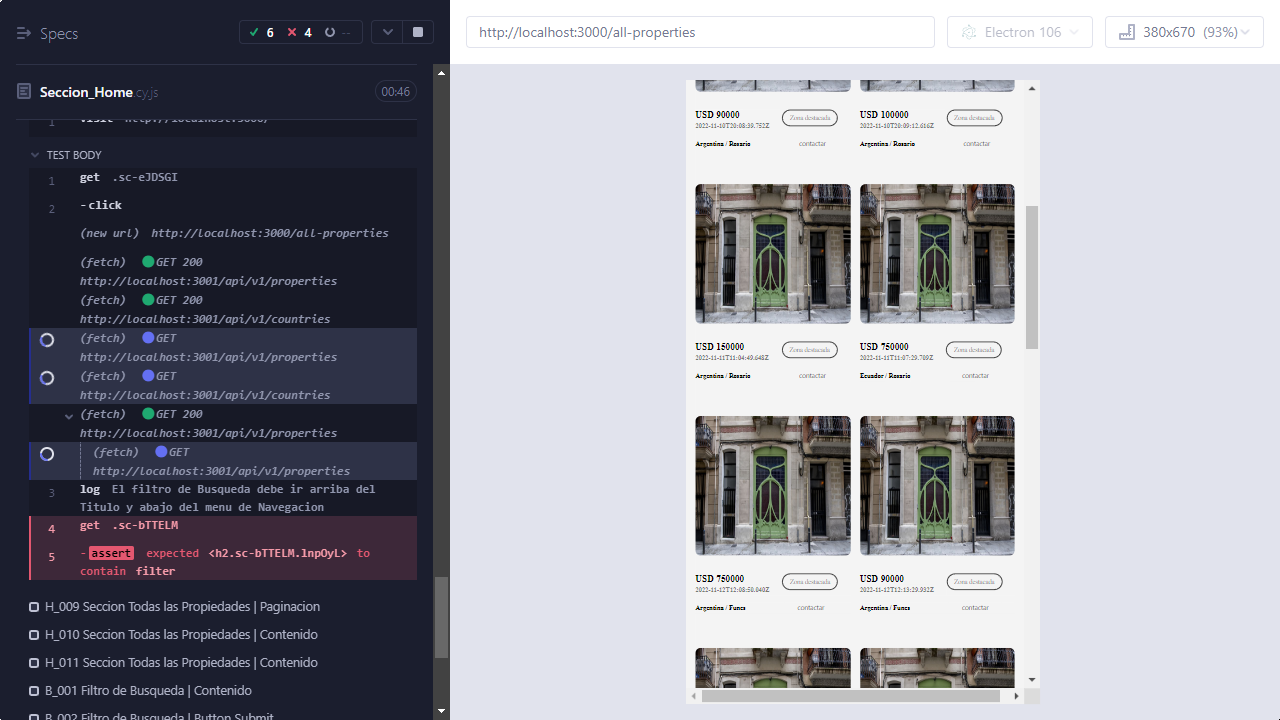 Specs
6 4 --
Seccion_Home.cy.js 00:46
1 visit http://localhost:3000/
TEST BODY
1 get .sc-eJDSGI
2 -click
(new url) http://localhost:3000/all-properties
(fetch) GET 200
http://localhost:3001/api/v1/properties
(fetch) GET 200
http://localhost:3001/api/v1/countries
(fetch) GET
http://localhost:3001/api/v1/properties
(fetch) GET
http://localhost:3001/api/v1/countries
(fetch) GET 200
http://localhost:3001/api/v1/properties
(fetch) GET
http://localhost:3001/api/v1/properties
3 log El filtro de Busqueda debe ir arriba del
Titulo y abajo del menu de Navegacion
4 get .sc-bTTELM
5 -assert expected <h2.sc-bTTELM.lnpOyL> to
contain filter
H_009 Seccion Todas las Propiedades | Paginacion
H_010 Seccion Todas las Propiedades | Contenido
H_011 Seccion Todas las Propiedades | Contenido
B_001 Filtro de Busqueda | Contenido
B_002 Filtro de Busqueda | Button Submit
http://localhost:3000/all-properties
Electron 106
380x670 (93%)
USD 90000 Zona destacada USD 100000 Zona destacada
2022-11-10T20:08:39.752Z 2022-11-10T20:09:12.616Z
Argentina / Rosario contactar Argentina / Rosario contactar
USD 150000 Zona destacada USD 750000 Zona destacada
2022-11-11T11:04:49.648Z 2022-11-11T11:07:29.709Z
Argentina / Rosario contactar Ecuador / Rosario contactar
USD 750000 Zona destacada USD 90000 Zona destacada
2022-11-12T12:08:50.040Z 2022-11-12T12:13:29.932Z
Argentina / Funes contactar Argentina / Funes contactar